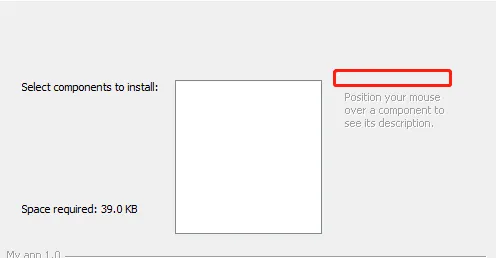 Select components to install:
Position your mouse
over a component to
see its description.
Space required: 39.0 KB
My app 1.0